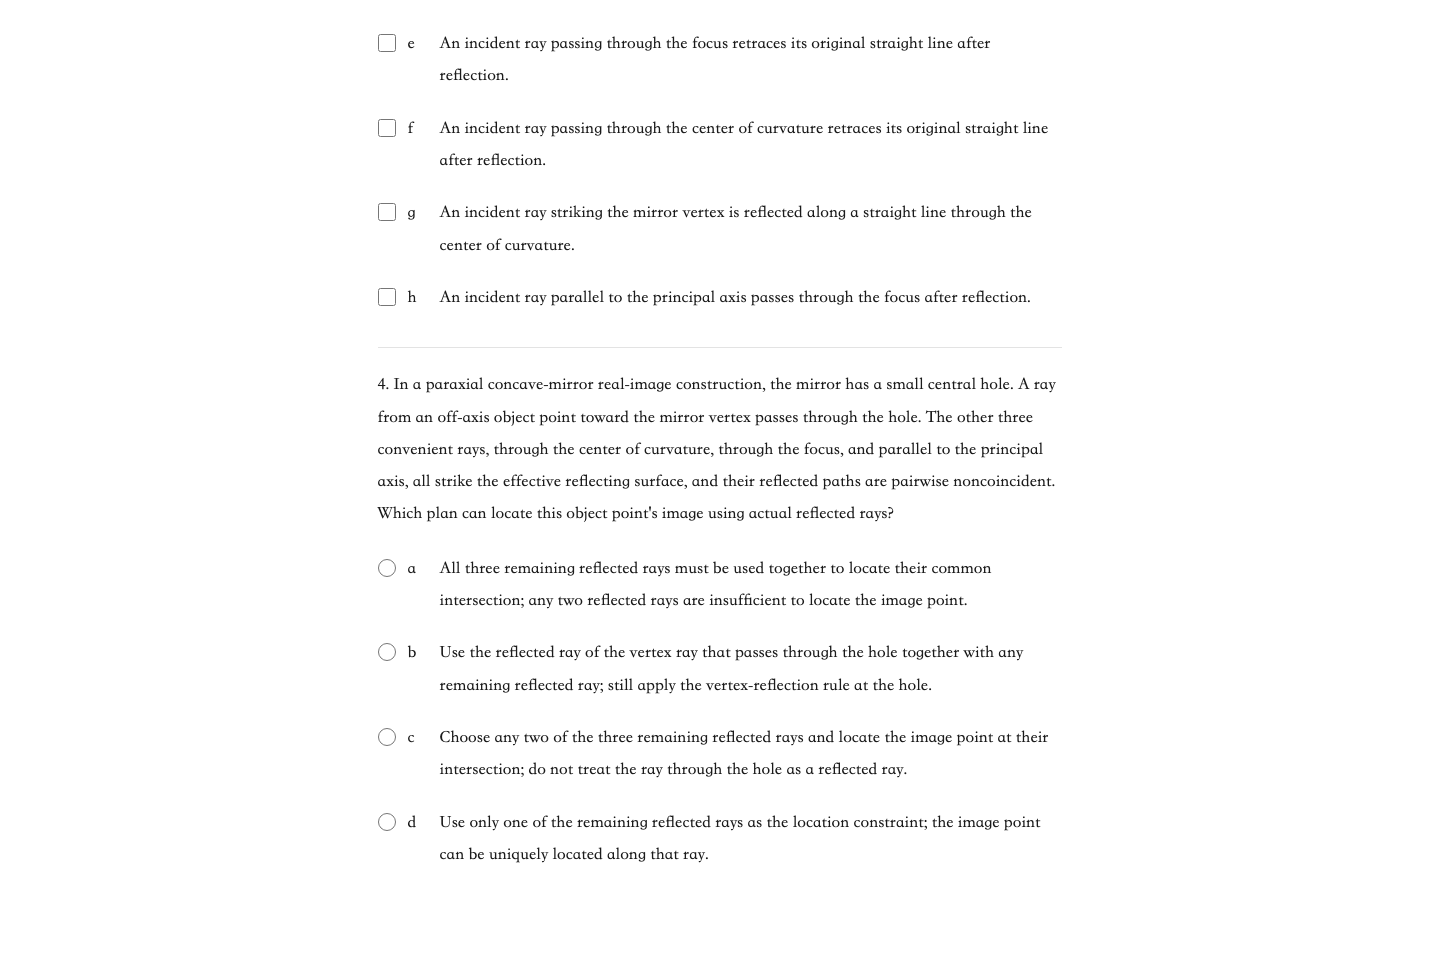 e An incident ray passing through the focus retraces its original straight line after
reflection.
f An incident ray passing through the center of curvature retraces its original straight line
after reflection.
g An incident ray striking the mirror vertex is reflected along a straight line through the
center of curvature.
h An incident ray parallel to the principal axis passes through the focus after reflection.
4. In a paraxial concave-mirror real-image construction, the mirror has a small central hole. A ray
from an off-axis object point toward the mirror vertex passes through the hole. The other three
convenient rays, through the center of curvature, through the focus, and parallel to the principal
axis, all strike the effective reflecting surface, and their reflected paths are pairwise noncoincident.
Which plan can locate this object point's image using actual reflected rays?
a All three remaining reflected rays must be used together to locate their common
intersection; any two reflected rays are insufficient to locate the image point.
b Use the reflected ray of the vertex ray that passes through the hole together with any
remaining reflected ray; still apply the vertex-reflection rule at the hole.
c Choose any two of the three remaining reflected rays and locate the image point at their
intersection; do not treat the ray through the hole as a reflected ray.
d Use only one of the remaining reflected rays as the location constraint; the image point
can be uniquely located along that ray.